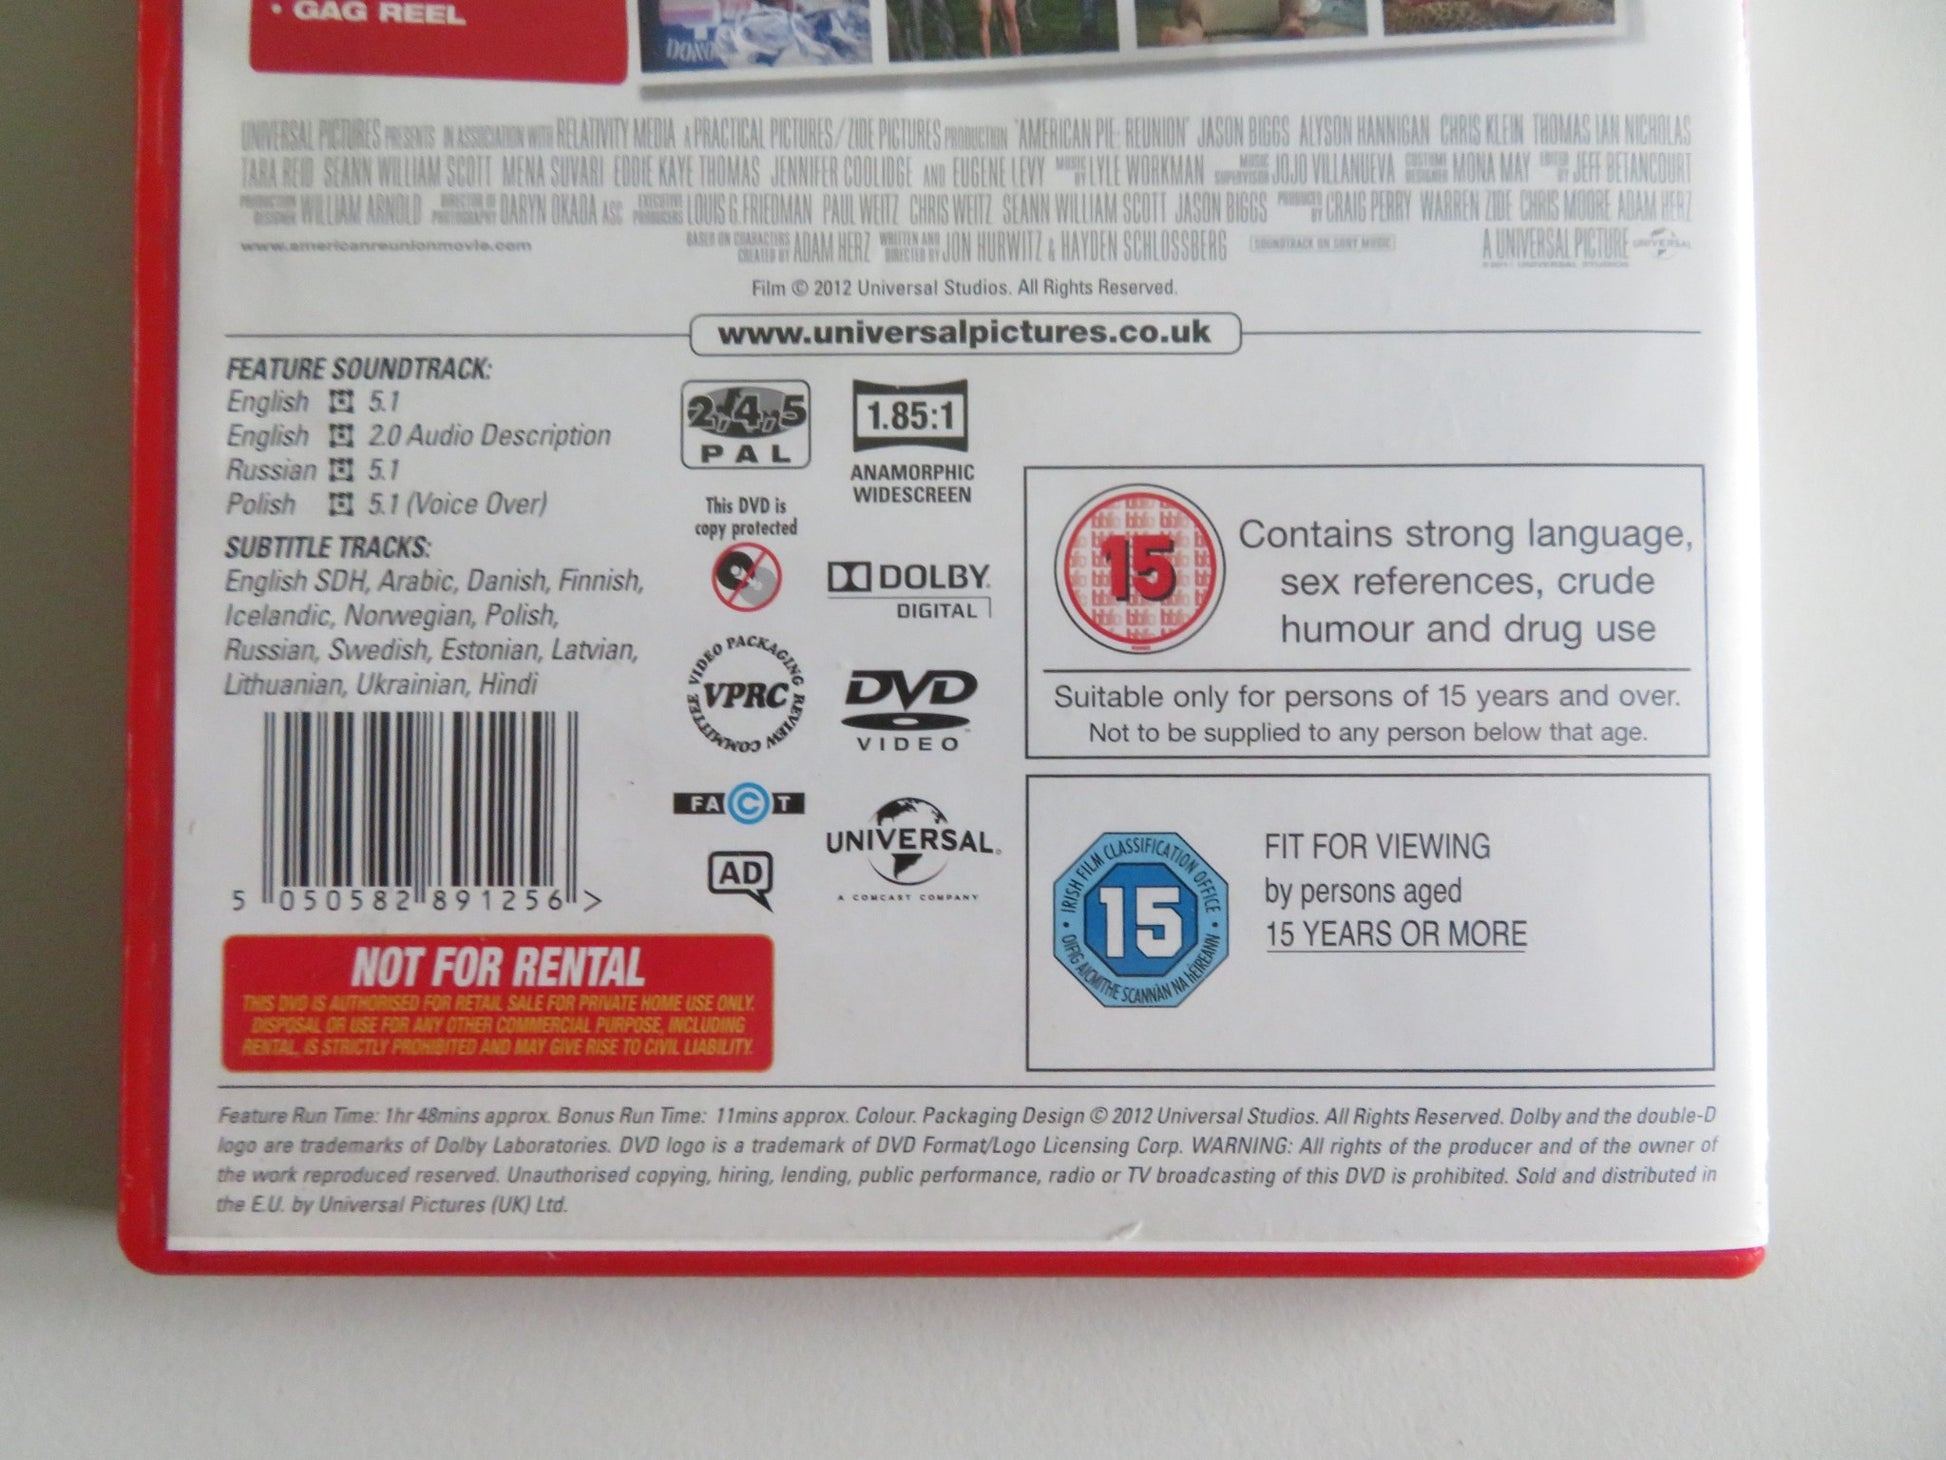 • GAG REEL
UNIVERSAL PICTURES PRESENTS IN ASSOCIATION WITH RELATIVITY MEDIA A PRACTICAL PICTURES / ZIDE PICTURES PRODUCTION "AMERICAN PIE: REUNION" JASON BIGGS ALYSON HANNIGAN CHRIS KLEIN THOMAS IAN NICHOLAS
TARA REID SEANN WILLIAM SCOTT MENA SUVARI EDDIE KAYE THOMAS JENNIFER COOLIDGE AND EUGENE LEVY MUSIC BY LYLE WORKMAN MUSIC SUPERVISION JOJO VILLANUEVA COSTUME DESIGNER MONA MAY EDITED BY JEFF BETANCOURT
PRODUCTION DESIGNER WILLIAM ARNOLD DIRECTOR OF PHOTOGRAPHY DARYN OKADA ASC EXECUTIVE PRODUCERS LOUIS G. FRIEDMAN PAUL WEITZ CHRIS WEITZ SEANN WILLIAM SCOTT JASON BIGGS PRODUCED BY CRAIG PERRY WARREN ZIDE CHRIS MOORE ADAM HERZ
www.americanreunionmovie.com BASED ON CHARACTERS CREATED BY ADAM HERZ WRITTEN AND DIRECTED BY JON HURWITZ & HAYDEN SCHLOSSBERG SOUNDTRACK ON SONY MUSIC A UNIVERSAL PICTURE UNIVERSAL
Film © 2012 Universal Studios. All Rights Reserved.
www.universalpictures.co.uk
FEATURE SOUNDTRACK:
English 5.1
English 2.0 Audio Description
Russian 5.1
Polish 5.1 (Voice Over)
SUBTITLE TRACKS:
English SDH, Arabic, Danish, Finnish,
Icelandic, Norwegian, Polish,
Russian, Swedish, Estonian, Latvian,
Lithuanian, Ukrainian, Hindi
5 050582 891256 >
NOT FOR RENTAL
THIS DVD IS AUTHORISED FOR RETAIL SALE FOR PRIVATE HOME USE ONLY.
DISPOSAL OR USE FOR ANY OTHER COMMERCIAL PURPOSE, INCLUDING
RENTAL, IS STRICTLY PROHIBITED AND MAY GIVE RISE TO CIVIL LIABILITY.
2,4,5
PAL
This DVD is
copy protected
VIDEO PACKAGING REVIEW COMMITTEE
VPRC
FACT
AD
1.85:1
ANAMORPHIC
WIDESCREEN
DOLBY
DIGITAL
DVD
VIDEO
UNIVERSAL
A COMCAST COMPANY
bbfc
15
Contains strong language,
sex references, crude
humour and drug use
Suitable only for persons of 15 years and over.
Not to be supplied to any person below that age.
IRISH FILM CLASSIFICATION OFFICE
15
OIFIG AICMITHE SCANNÁN NA hÉIREANN
FIT FOR VIEWING
by persons aged
15 YEARS OR MORE
Feature Run Time: 1hr 48mins approx. Bonus Run Time: 11mins approx. Colour. Packaging Design © 2012 Universal Studios. All Rights Reserved. Dolby and the double-D
logo are trademarks of Dolby Laboratories. DVD logo is a trademark of DVD Format/Logo Licensing Corp. WARNING: All rights of the producer and of the owner of
the work reproduced reserved. Unauthorised copying, hiring, lending, public performance, radio or TV broadcasting of this DVD is prohibited. Sold and distributed in
the E.U. by Universal Pictures (UK) Ltd.